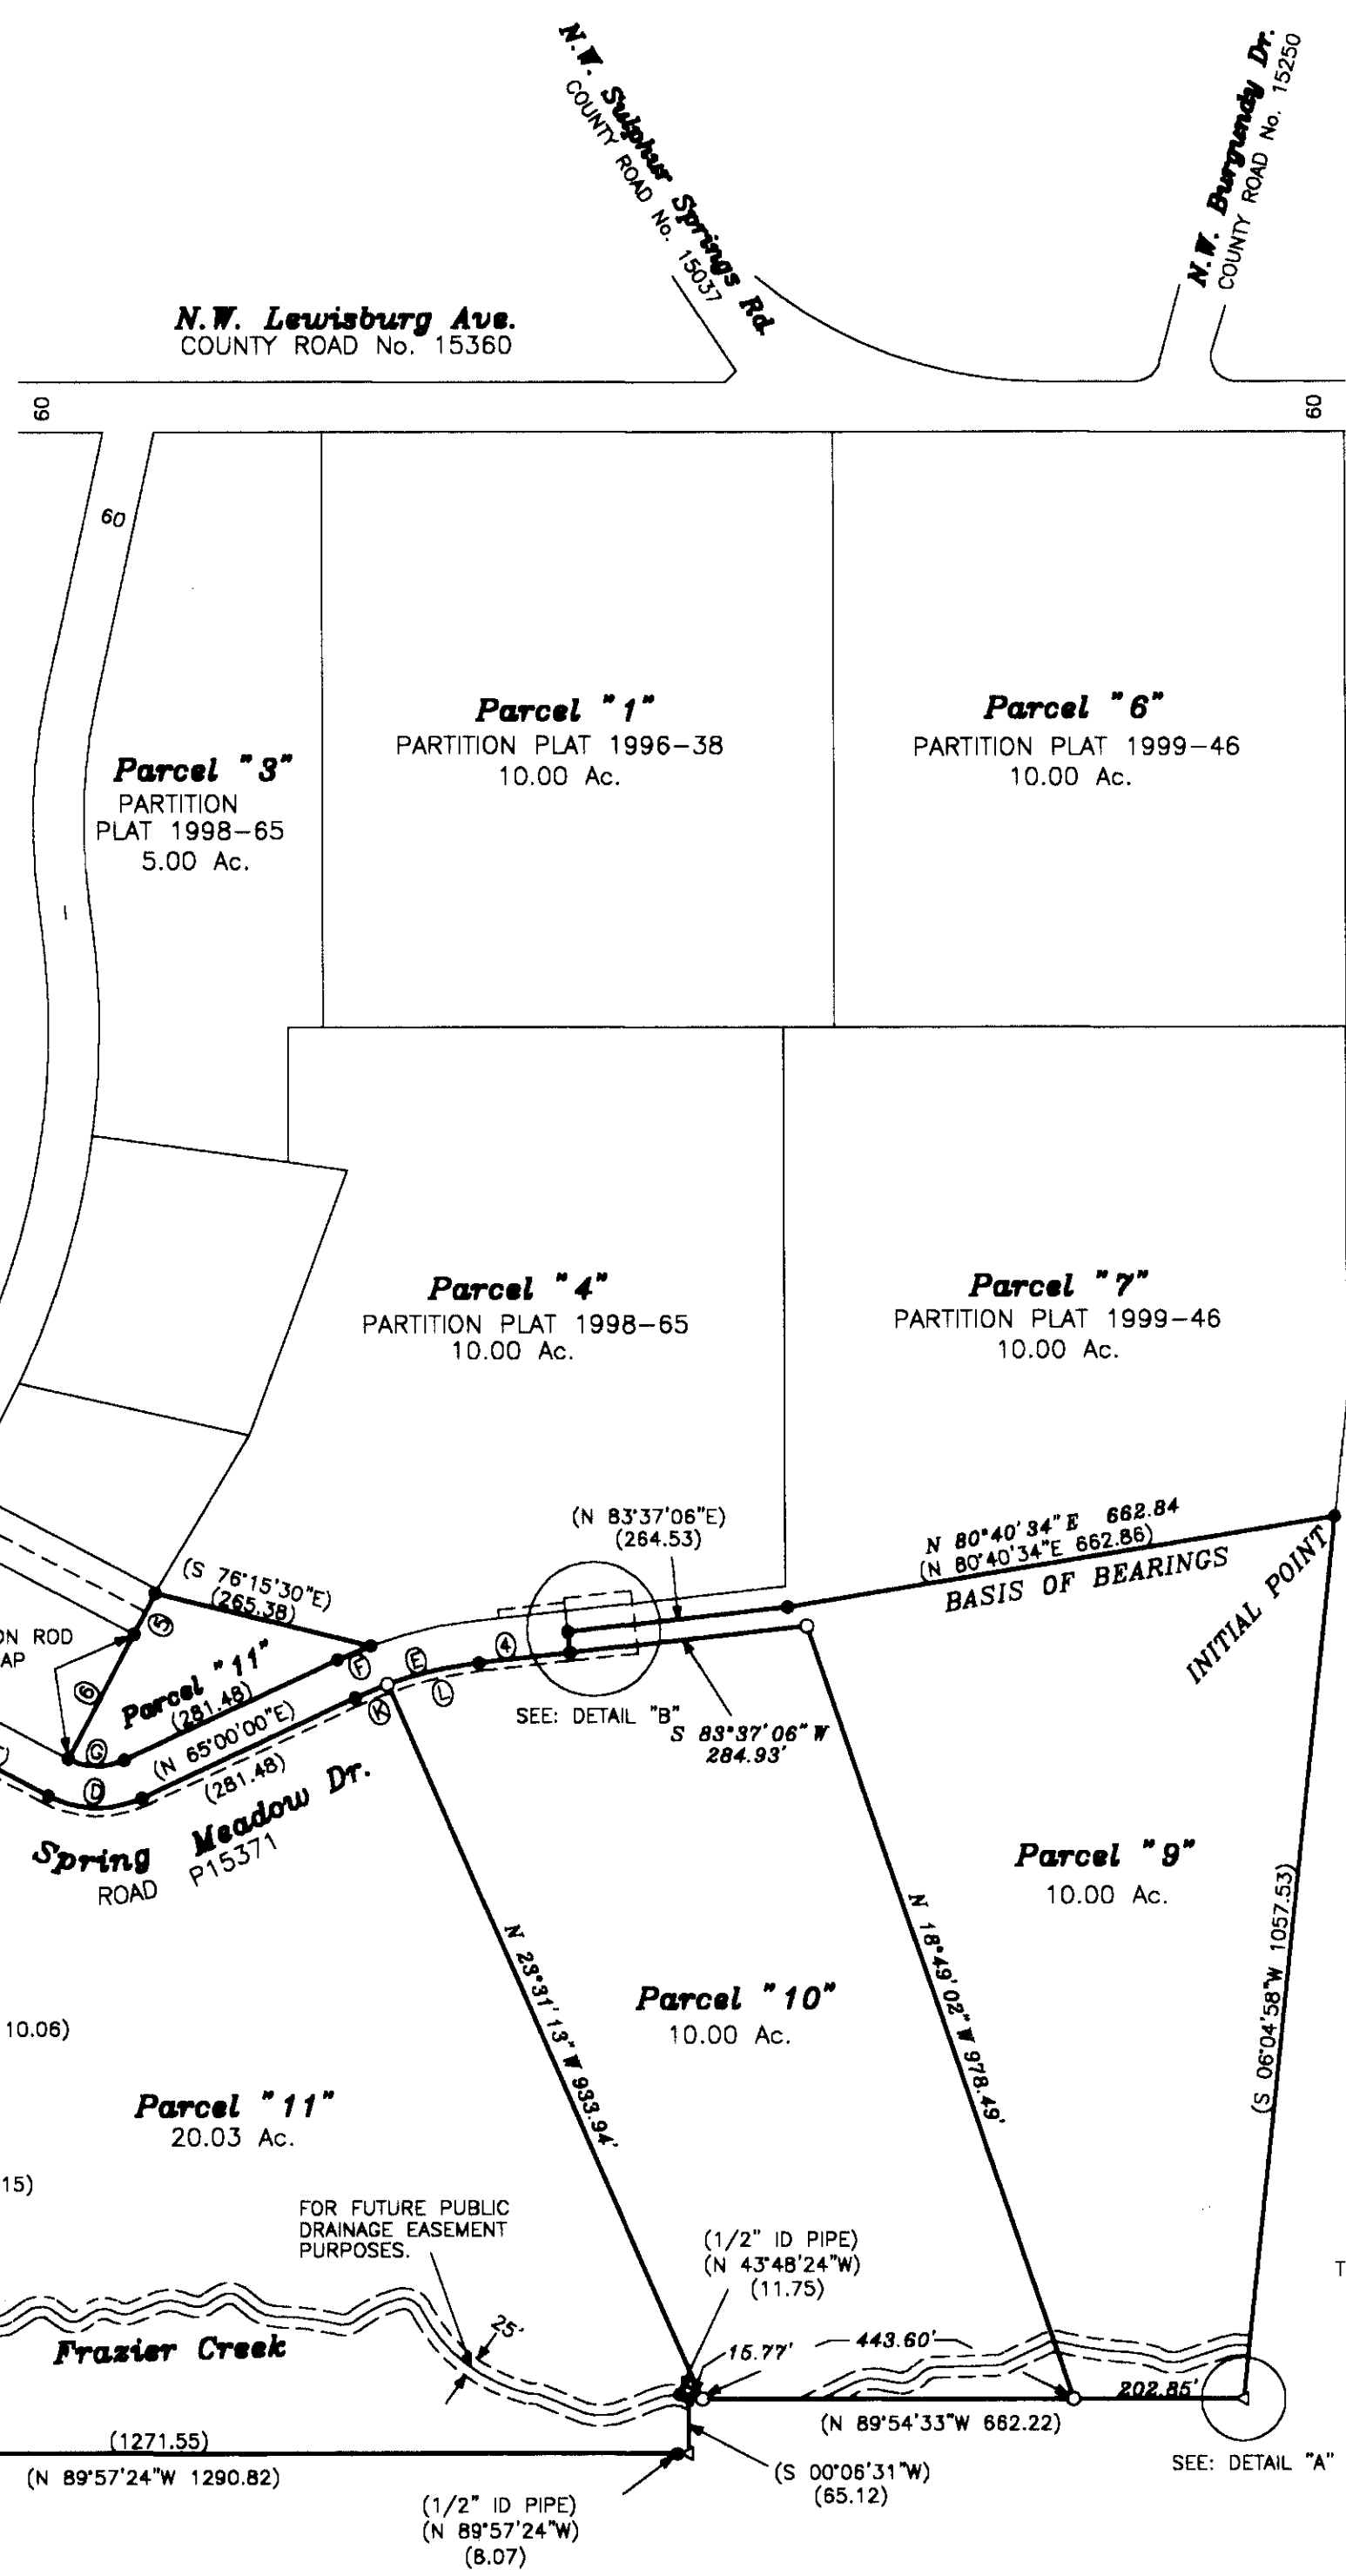 N.W. Sulphur Springs Rd.
COUNTY ROAD No. 15037
N.W. Burgundy Dr.
COUNTY ROAD No. 15250
N.W. Lewisburg Ave.
COUNTY ROAD No. 15360
60
60
60
Parcel "1"
PARTITION PLAT 1996-38
10.00 Ac.
Parcel "6"
PARTITION PLAT 1999-46
10.00 Ac.
Parcel "3"
PARTITION
PLAT 1998-65
5.00 Ac.
Parcel "4"
PARTITION PLAT 1998-65
10.00 Ac.
Parcel "7"
PARTITION PLAT 1999-46
10.00 Ac.
(N 83°37'06"E)
(264.53)
N 80°40'34"E 662.84
(N 80°40'34"E 662.86)
BASIS OF BEARINGS
INITIAL POINT
(S 76°15'30"E)
(265.38)
5
ON ROD
AP
6
Parcel "11"
(281.48)
F
E
4
L
K
G
D
(N 65°00'00"E)
(281.48)
SEE: DETAIL "B"
S 83°37'06" W
284.93'
Spring Meadow Dr.
ROAD P15371
Parcel "9"
10.00 Ac.
N 23°31'13" W 933.94'
N 18°49'02" W 978.49'
(S 06°04'58"W 1057.53)
Parcel "10"
10.00 Ac.
10.06)
Parcel "11"
20.03 Ac.
15)
FOR FUTURE PUBLIC
DRAINAGE EASEMENT
PURPOSES.
(1/2" ID PIPE)
(N 43°48'24"W)
(11.75)
T
25'
Frazier Creek
15.77'
443.60'
202.85'
(N 89°54'33"W 662.22)
(1271.55)
(N 89°57'24"W 1290.82)
(S 00°06'31"W)
(65.12)
SEE: DETAIL "A"
(1/2" ID PIPE)
(N 89°57'24"W)
(8.07)